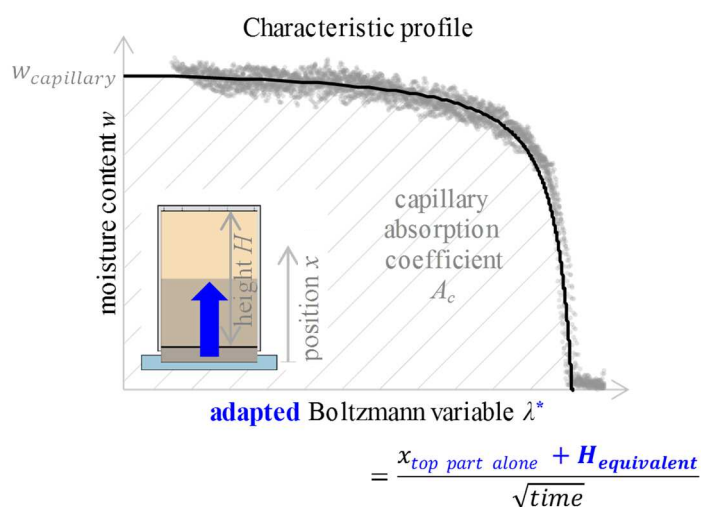 Characteristic profile
w_capillary
moisture content w
capillary
absorption
coefficient
A_c
height H
position x
adapted Boltzmann variable λ*
= (x_top part alone + H_equivalent) / √time